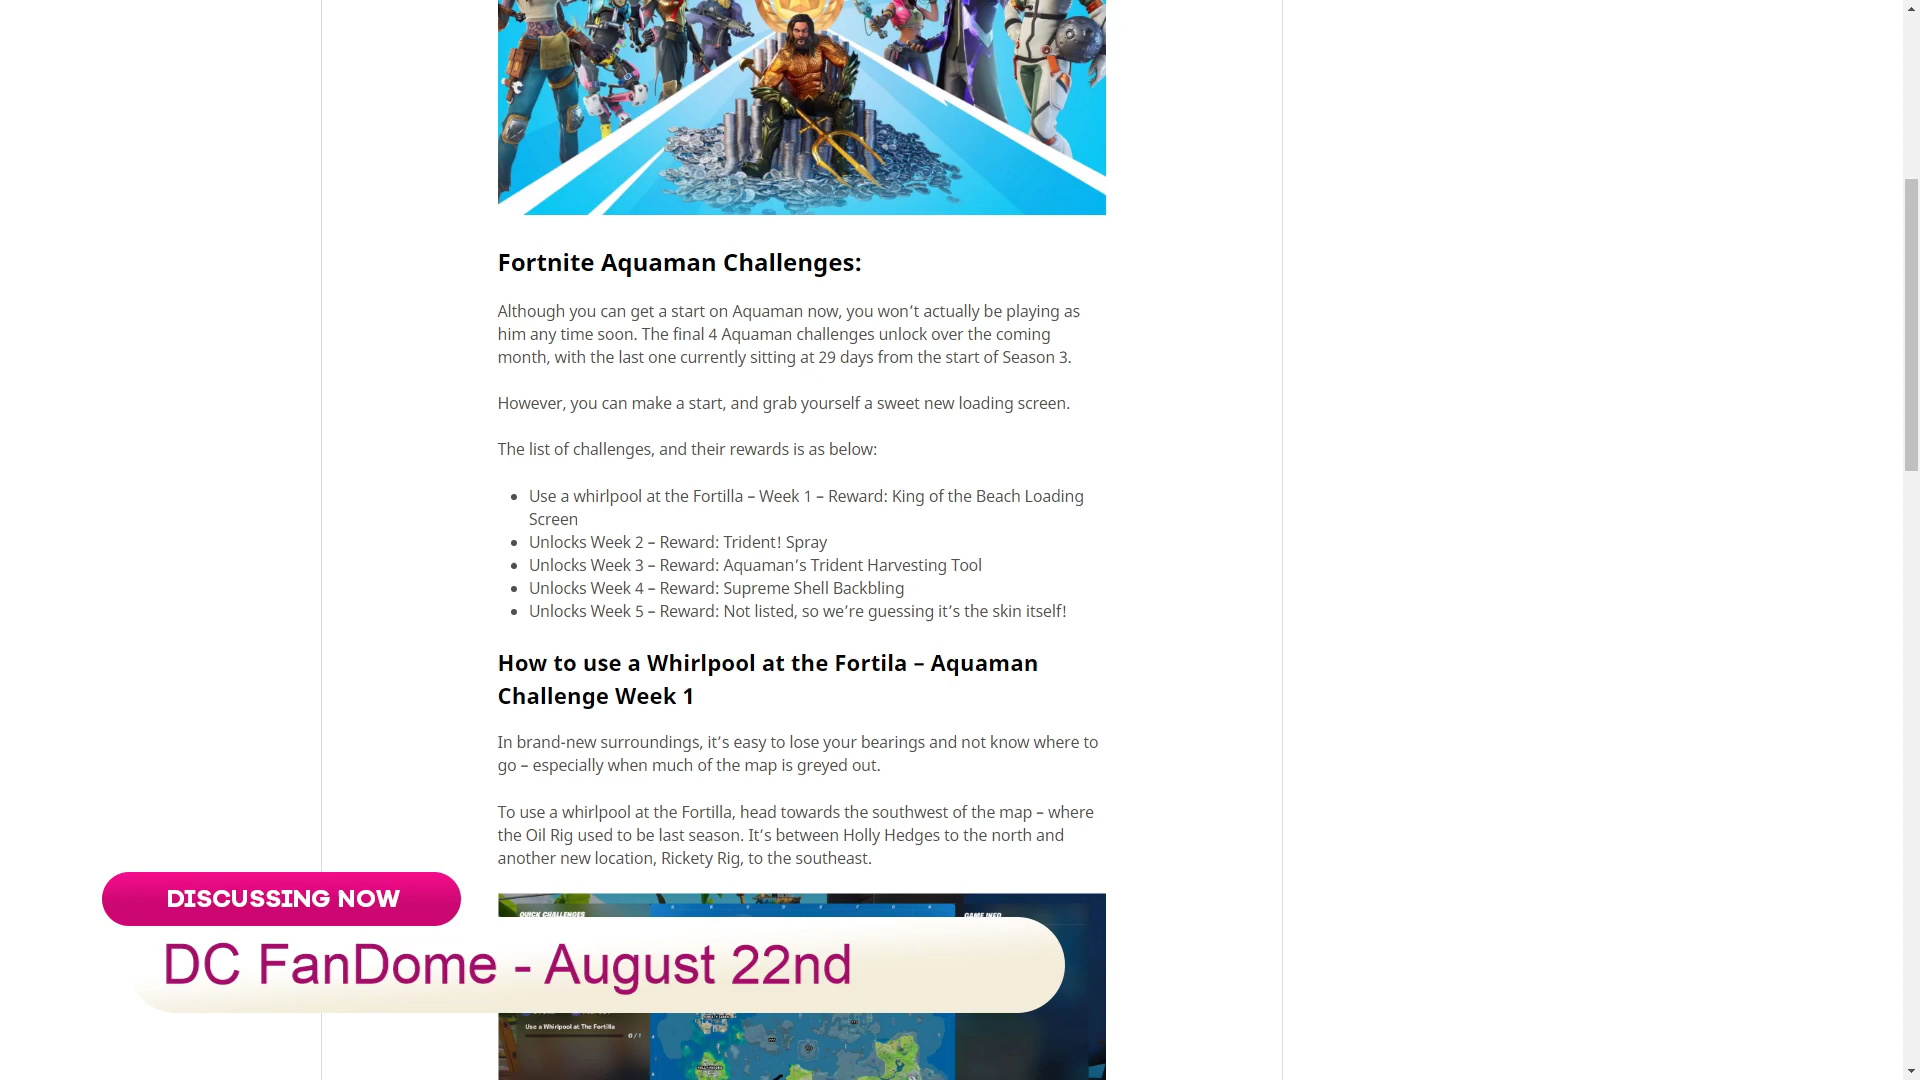 Fortnite Aquaman Challenges:
Although you can get a start on Aquaman now, you won’t actually be playing as
him any time soon. The final 4 Aquaman challenges unlock over the coming
month, with the last one currently sitting at 29 days from the start of Season 3.
However, you can make a start, and grab yourself a sweet new loading screen.
The list of challenges, and their rewards is as below:
Use a whirlpool at the Fortilla – Week 1 – Reward: King of the Beach Loading
Screen
Unlocks Week 2 – Reward: Trident! Spray
Unlocks Week 3 – Reward: Aquaman’s Trident Harvesting Tool
Unlocks Week 4 – Reward: Supreme Shell Backbling
Unlocks Week 5 – Reward: Not listed, so we’re guessing it’s the skin itself!
How to use a Whirlpool at the Fortila – Aquaman
Challenge Week 1
In brand-new surroundings, it’s easy to lose your bearings and not know where to
go – especially when much of the map is greyed out.
To use a whirlpool at the Fortilla, head towards the southwest of the map – where
the Oil Rig used to be last season. It’s between Holly Hedges to the north and
another new location, Rickety Rig, to the southeast.
DISCUSSING NOW
DC FanDome - August 22nd
QUICK CHALLENGES
GAME INFO
Use a Whirlpool at The Fortilla
0 / 1